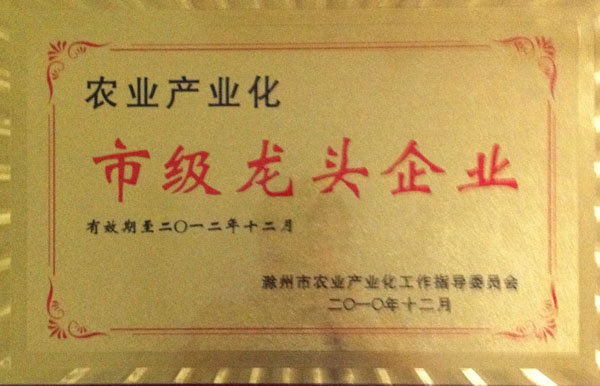 农业产业化
市级龙头企业
有效期至二〇一二年十二月
滁州市农业产业化工作指导委员会
二〇一〇年十二月